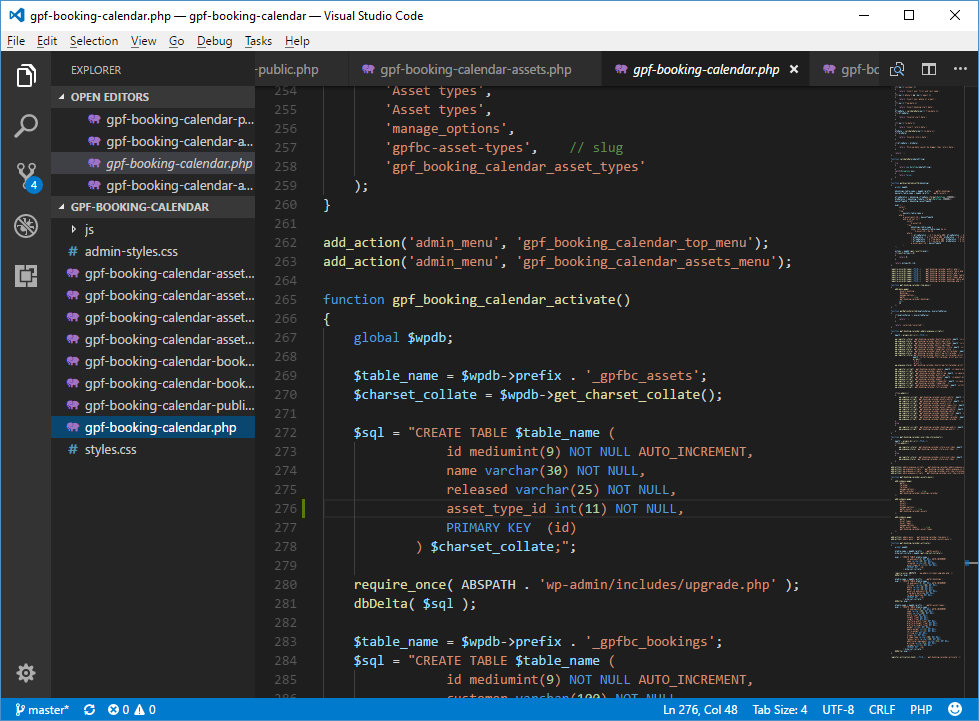 gpf-booking-calendar.php — gpf-booking-calendar — Visual Studio Code
File Edit Selection View Go Debug Tasks Help
EXPLORER
OPEN EDITORS
gpf-booking-calendar-p...
gpf-booking-calendar-a...
gpf-booking-calendar.php
gpf-booking-calendar-a...
GPF-BOOKING-CALENDAR
js
# admin-styles.css
gpf-booking-calendar-asset...
gpf-booking-calendar-asset...
gpf-booking-calendar-asset...
gpf-booking-calendar-asset...
gpf-booking-calendar-book...
gpf-booking-calendar-book...
gpf-booking-calendar-publi...
gpf-booking-calendar.php
# styles.css
4
-public.php gpf-booking-calendar-assets.php gpf-booking-calendar.php × gpf-bc
254 'Asset types',
255 'Asset types',
256 'manage_options',
257 'gpfbc-asset-types', // slug
258 'gpf_booking_calendar_asset_types'
259 );
260 }
261
262 add_action('admin_menu', 'gpf_booking_calendar_top_menu');
263 add_action('admin_menu', 'gpf_booking_calendar_assets_menu');
264
265 function gpf_booking_calendar_activate()
266 {
267 global $wpdb;
268
269 $table_name = $wpdb->prefix . '_gpfbc_assets';
270 $charset_collate = $wpdb->get_charset_collate();
271
272 $sql = "CREATE TABLE $table_name (
273 id mediumint(9) NOT NULL AUTO_INCREMENT,
274 name varchar(30) NOT NULL,
275 released varchar(25) NOT NULL,
276 asset_type_id int(11) NOT NULL,
277 PRIMARY KEY (id)
278 ) $charset_collate;";
279
280 require_once( ABSPATH . 'wp-admin/includes/upgrade.php' );
281 dbDelta( $sql );
282
283 $table_name = $wpdb->prefix . '_gpfbc_bookings';
284 $sql = "CREATE TABLE $table_name (
285 id mediumint(9) NOT NULL AUTO_INCREMENT,
286 customer varchar(100) NOT NULL
master* 0 0 Ln 276, Col 48 Tab Size: 4 UTF-8 CRLF PHP